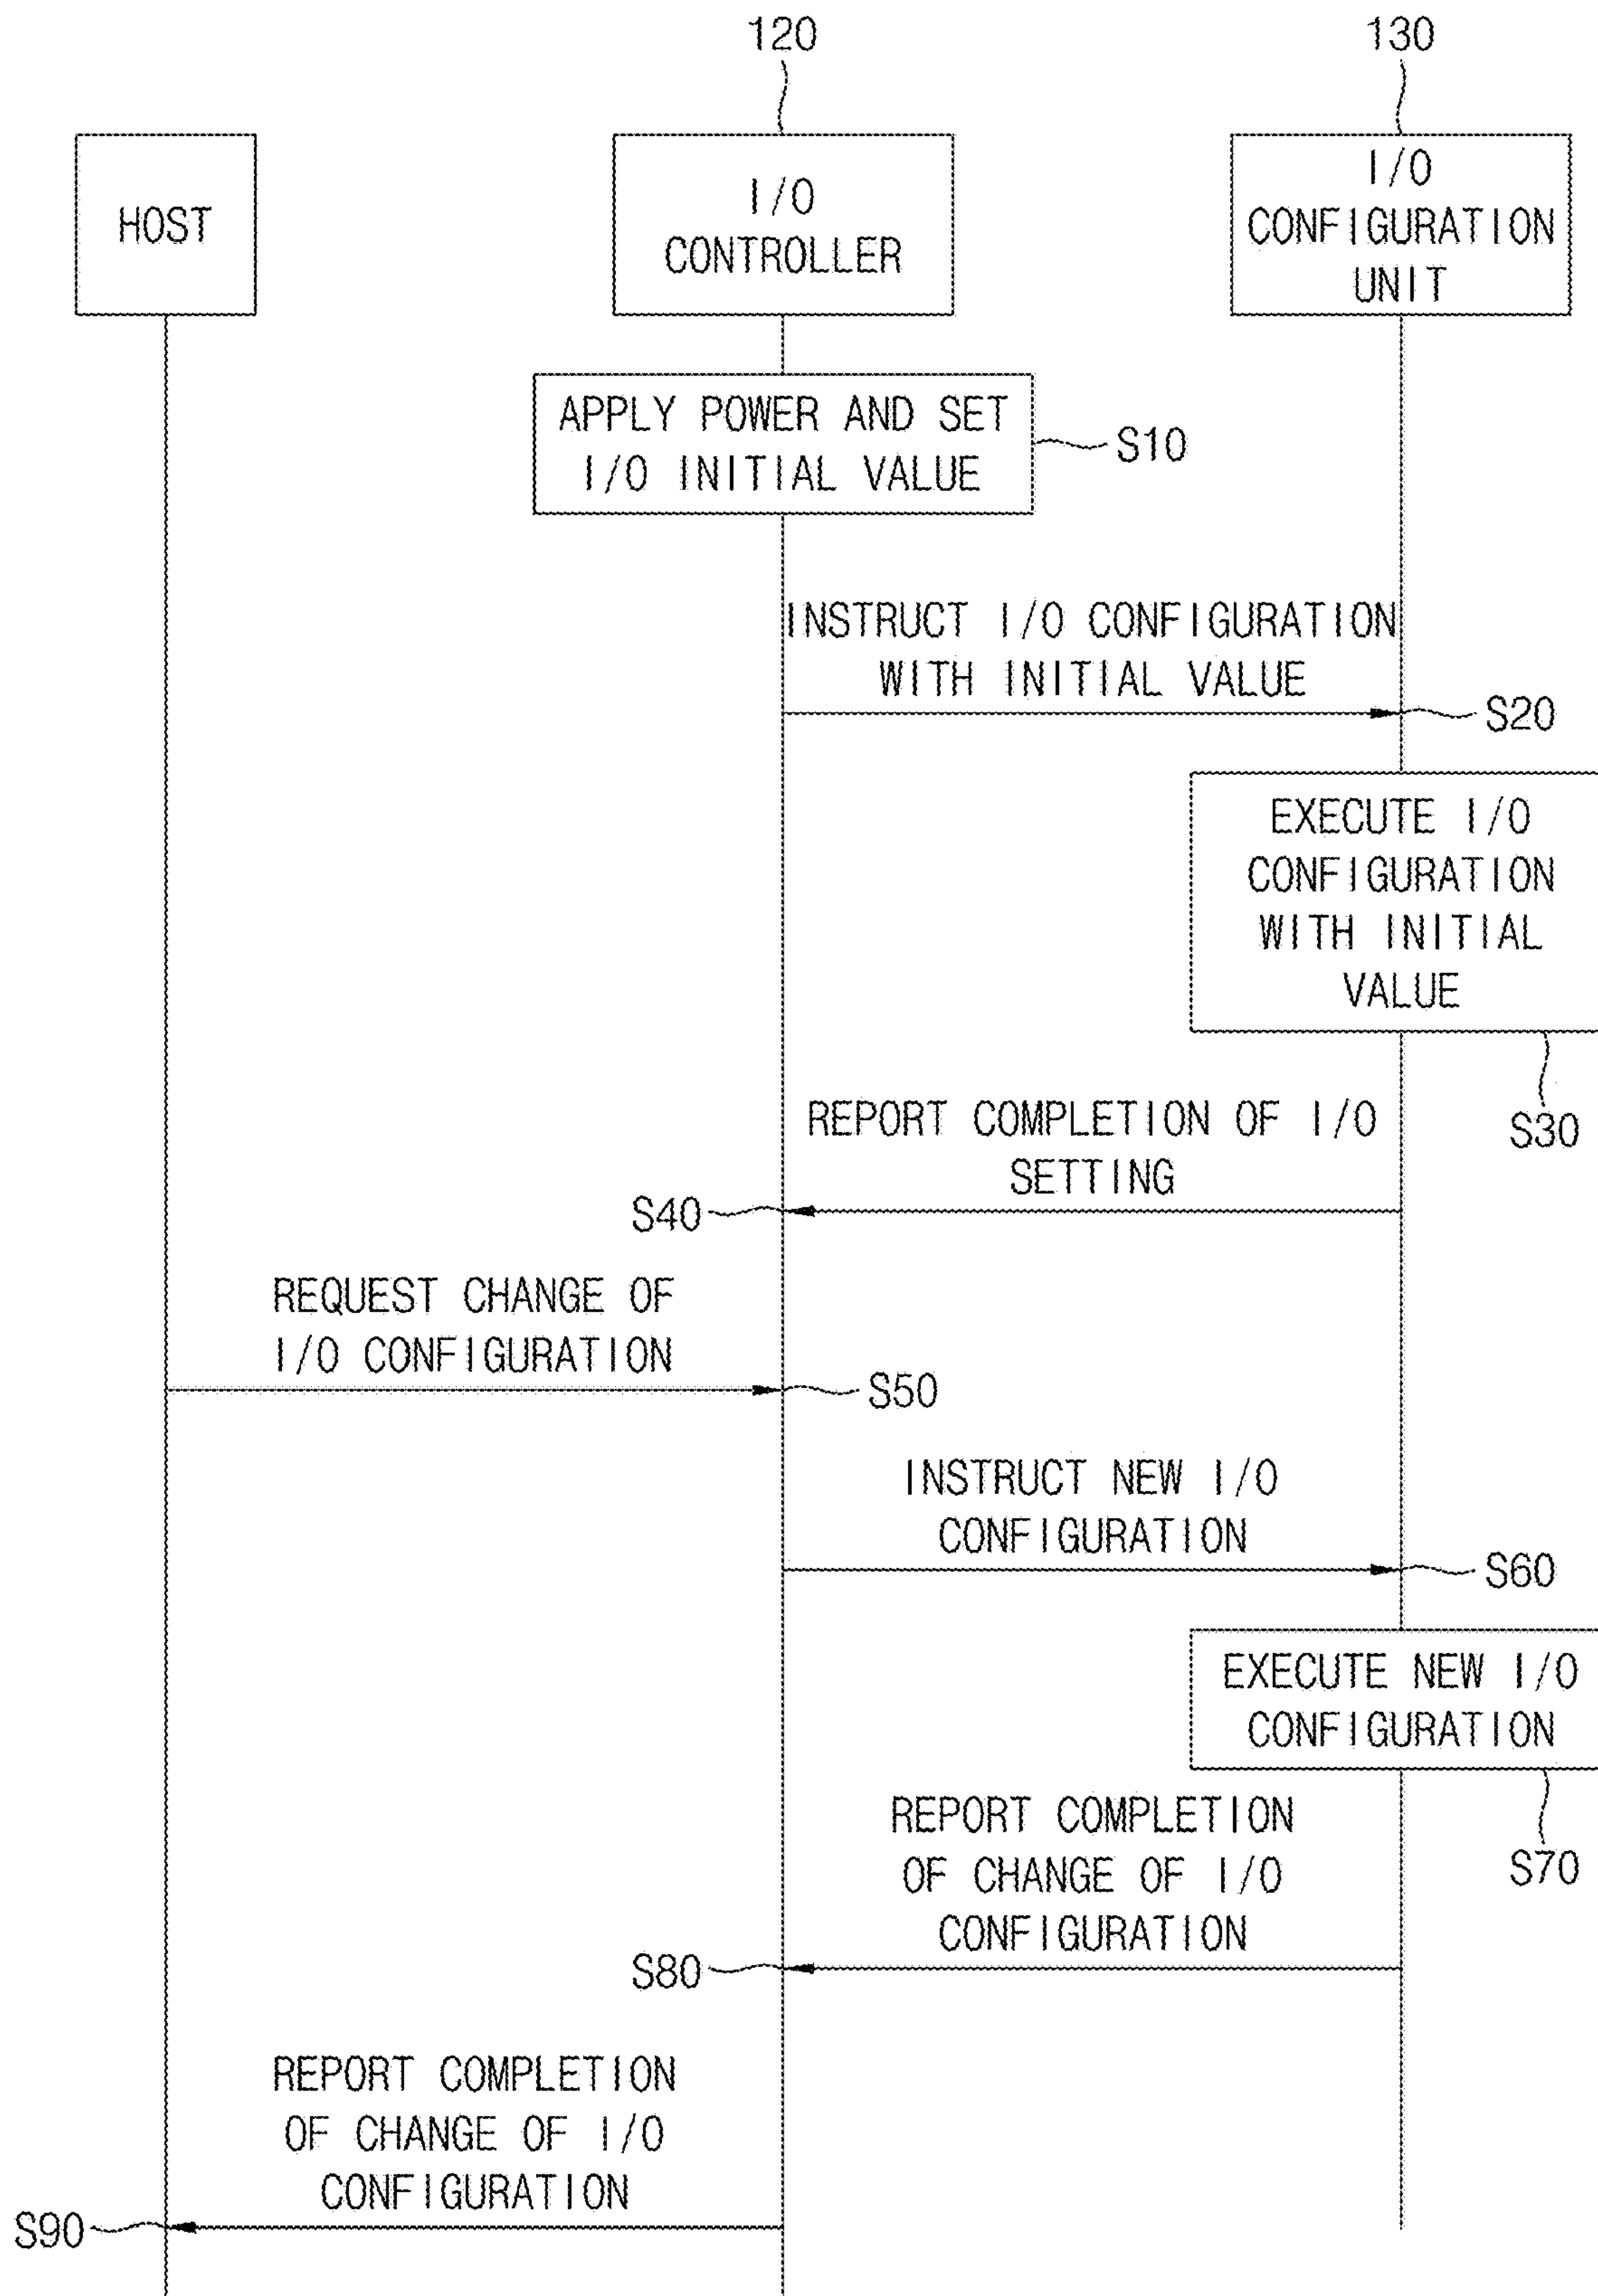 120
130
HOST
I/O
CONTROLLER
I/O
CONFIGURATION
UNIT
APPLY POWER AND SET
I/O INITIAL VALUE
S10
INSTRUCT I/O CONFIGURATION
WITH INITIAL VALUE
S20
EXECUTE I/O
CONFIGURATION
WITH INITIAL
VALUE
S30
REPORT COMPLETION OF I/O
SETTING
S40
REQUEST CHANGE OF
I/O CONFIGURATION
S50
INSTRUCT NEW I/O
CONFIGURATION
S60
EXECUTE NEW I/O
CONFIGURATION
S70
REPORT COMPLETION
OF CHANGE OF I/O
CONFIGURATION
S80
REPORT COMPLETION
OF CHANGE OF I/O
CONFIGURATION
S90